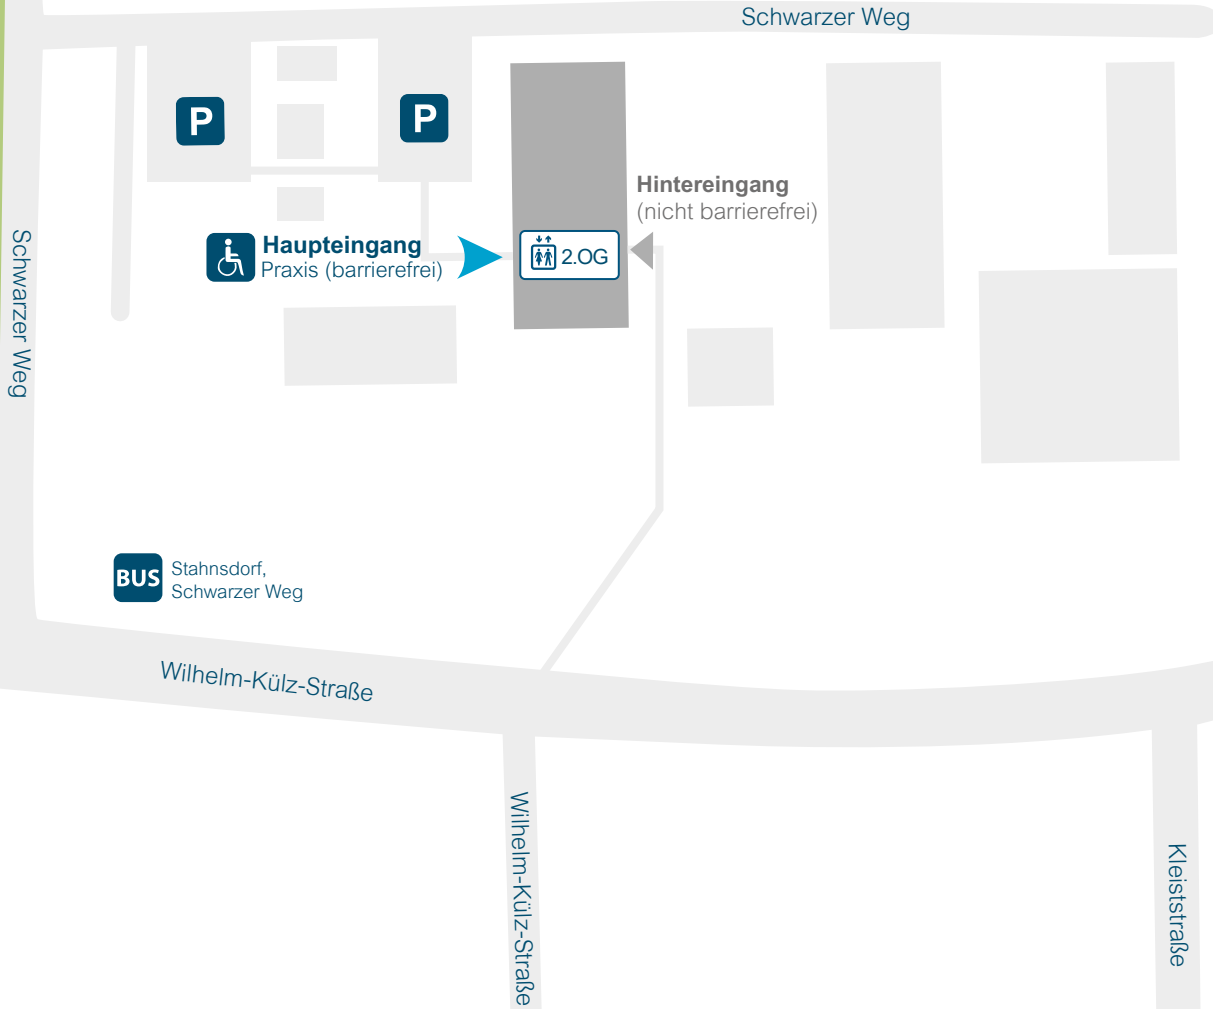 Schwarzer Weg
P
P
Hintereingang
(nicht barrierefrei)
Haupteingang
Praxis (barrierefrei)
2.OG
Schwarzer Weg
BUS
Stahnsdorf,
Schwarzer Weg
Wilhelm-Külz-Straße
Wilhelm-Külz-Straße
Kleiststraße